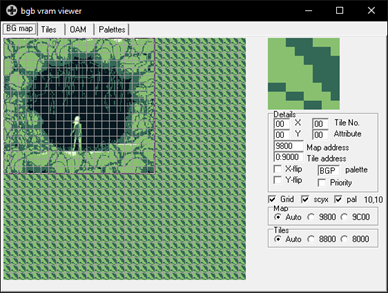 bgb vram viewer
BG map Tiles OAM Palettes
Details
00 X 00 Tile No.
00 Y 00 Attribute
9800 Map address
0:9000 Tile address
X-flip BGP palette
Y-flip Priority
Grid scyx pal 10,10
Map
Auto 9800 9C00
Tiles
Auto 8800 8000